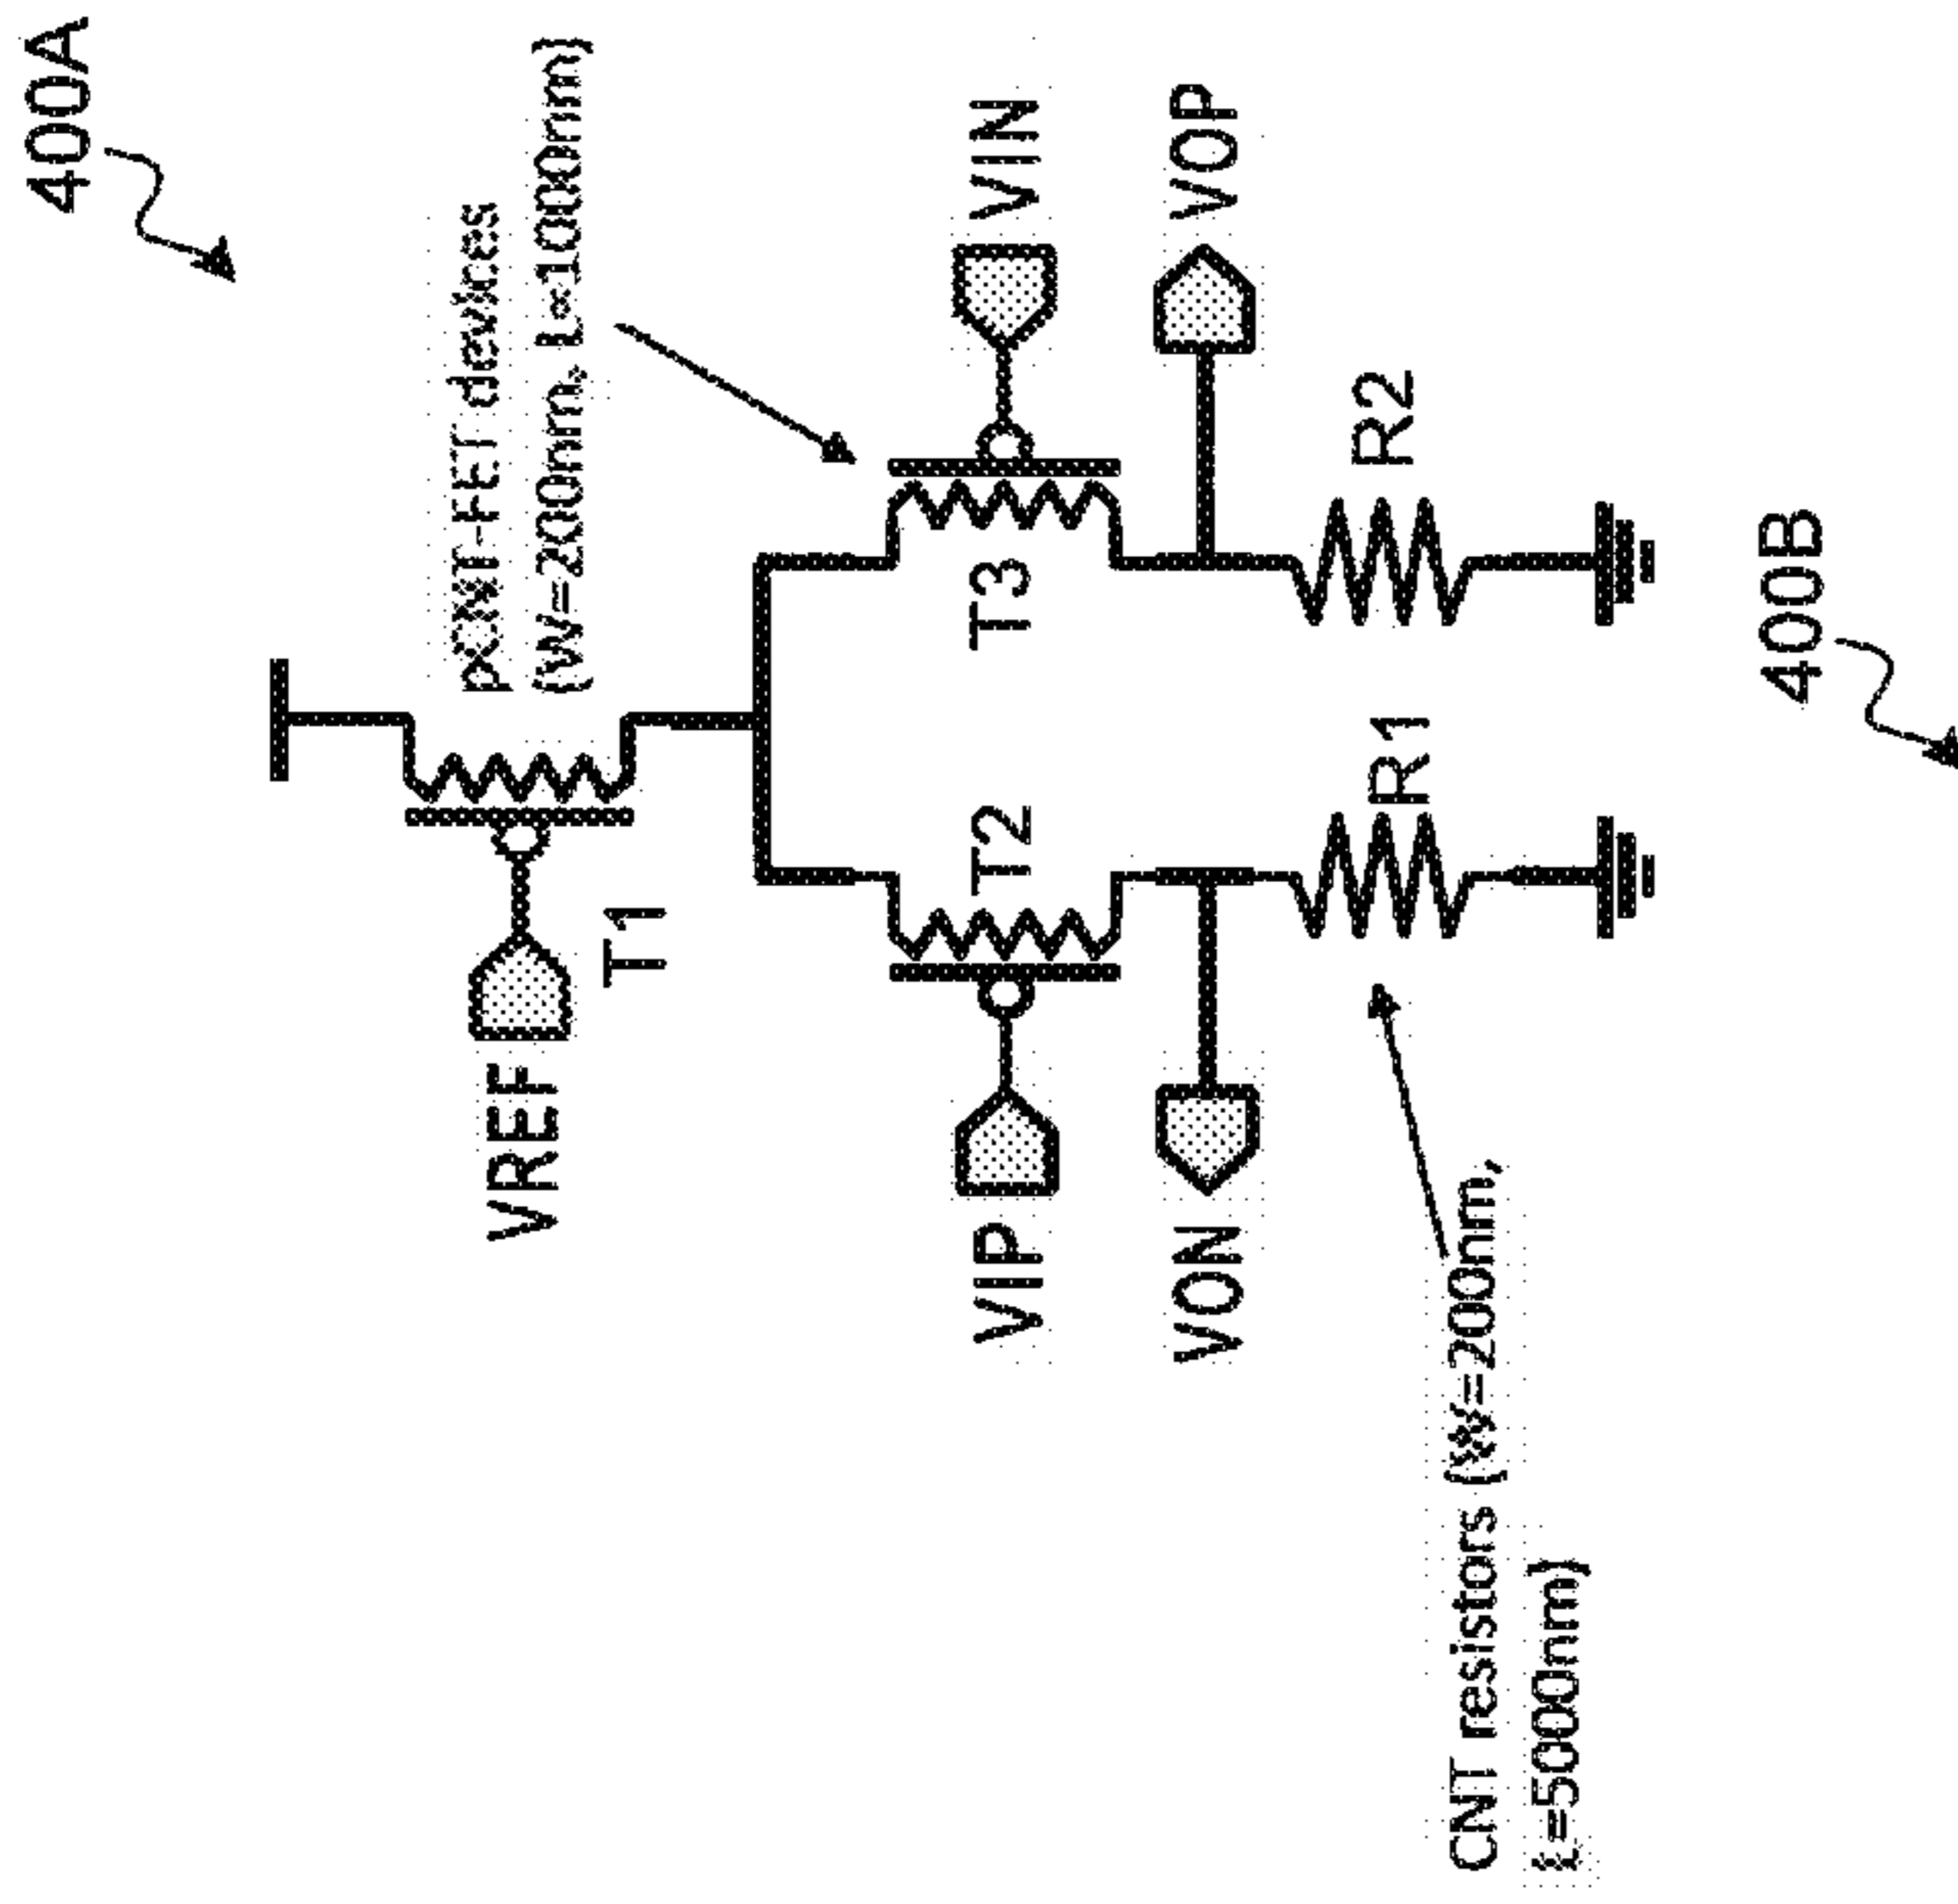 400A
pCNT-FET devices
(W=200nm, L=1000nm)
VREF
T1
VIP
T2
T3
VIN
VON
VOP
R1
R2
CNT resistors (W=200nm,
L=5000nm)
400B